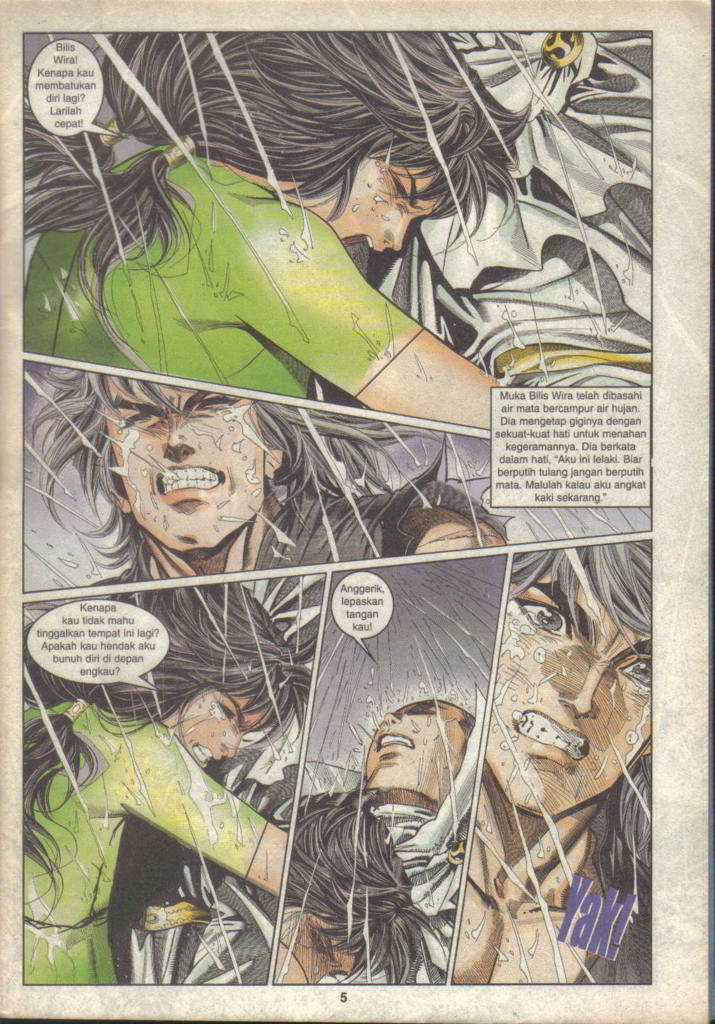 Bilis
Wira!
Kenapa kau
membatukan
diri lagi?
Larilah
cepat!
Muka Bilis Wira telah dibasahi
air mata bercampur air hujan.
Dia mengetap giginya dengan
sekuat-kuat hati untuk menahan
kegeramannya. Dia berkata
dalam hati, "Aku ini lelaki. Biar
berputih tulang jangan berputih
mata. Malulah kalau aku angkat
kaki sekarang."
Kenapa
kau tidak mahu
tinggalkan tempat ini lagi?
Apakah kau hendak aku
bunuh diri di depan
engkau?
Anggerik,
lepaskan
tangan
kau!
Yak!
5